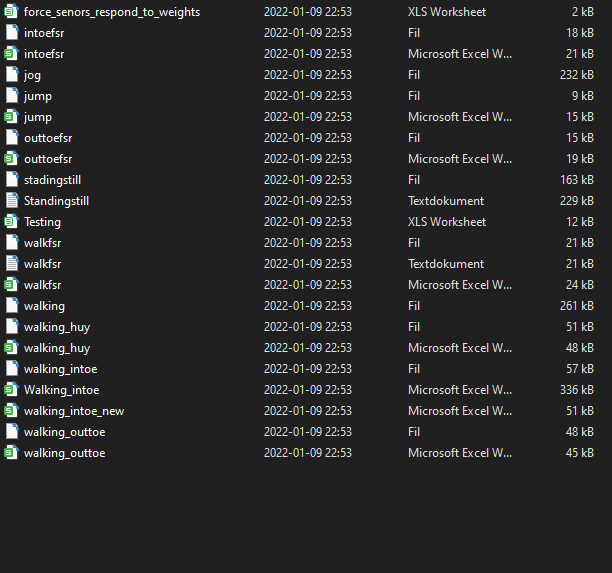 force_senors_respond_to_weights 2022-01-09 22:53 XLS Worksheet 2 kB
intoefsr 2022-01-09 22:53 Fil 18 kB
intoefsr 2022-01-09 22:53 Microsoft Excel W... 21 kB
jog 2022-01-09 22:53 Fil 232 kB
jump 2022-01-09 22:53 Fil 9 kB
jump 2022-01-09 22:53 Microsoft Excel W... 15 kB
outtoefsr 2022-01-09 22:53 Fil 15 kB
outtoefsr 2022-01-09 22:53 Microsoft Excel W... 19 kB
stadingstill 2022-01-09 22:53 Fil 163 kB
Standingstill 2022-01-09 22:53 Textdokument 229 kB
Testing 2022-01-09 22:53 XLS Worksheet 12 kB
walkfsr 2022-01-09 22:53 Fil 21 kB
walkfsr 2022-01-09 22:53 Textdokument 21 kB
walkfsr 2022-01-09 22:53 Microsoft Excel W... 24 kB
walking 2022-01-09 22:53 Fil 261 kB
walking_huy 2022-01-09 22:53 Fil 51 kB
walking_huy 2022-01-09 22:53 Microsoft Excel W... 48 kB
walking_intoe 2022-01-09 22:53 Fil 57 kB
Walking_intoe 2022-01-09 22:53 Microsoft Excel W... 336 kB
walking_intoe_new 2022-01-09 22:53 Microsoft Excel W... 51 kB
walking_outtoe 2022-01-09 22:53 Fil 48 kB
walking_outtoe 2022-01-09 22:53 Microsoft Excel W... 45 kB